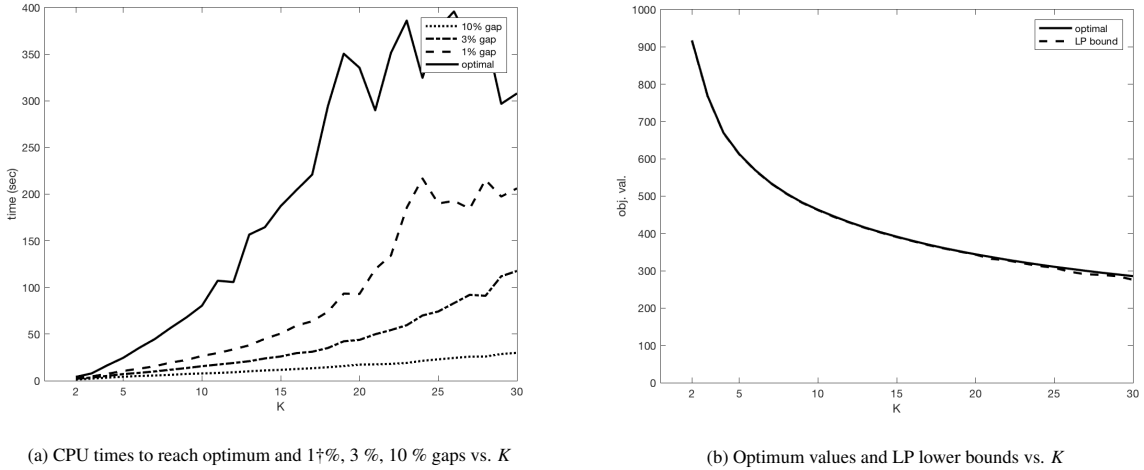 400
350
300
250
200
150
100
50
0
time (sec)
2
5
10
15
20
25
30
K
10% gap
3% gap
1% gap
optimal
1000
900
800
700
600
500
400
300
200
100
0
obj. val.
2
5
10
15
20
25
30
K
optimal
LP bound
(a) CPU times to reach optimum and 1†%, 3 %, 10 % gaps vs. K
(b) Optimum values and LP lower bounds vs. K